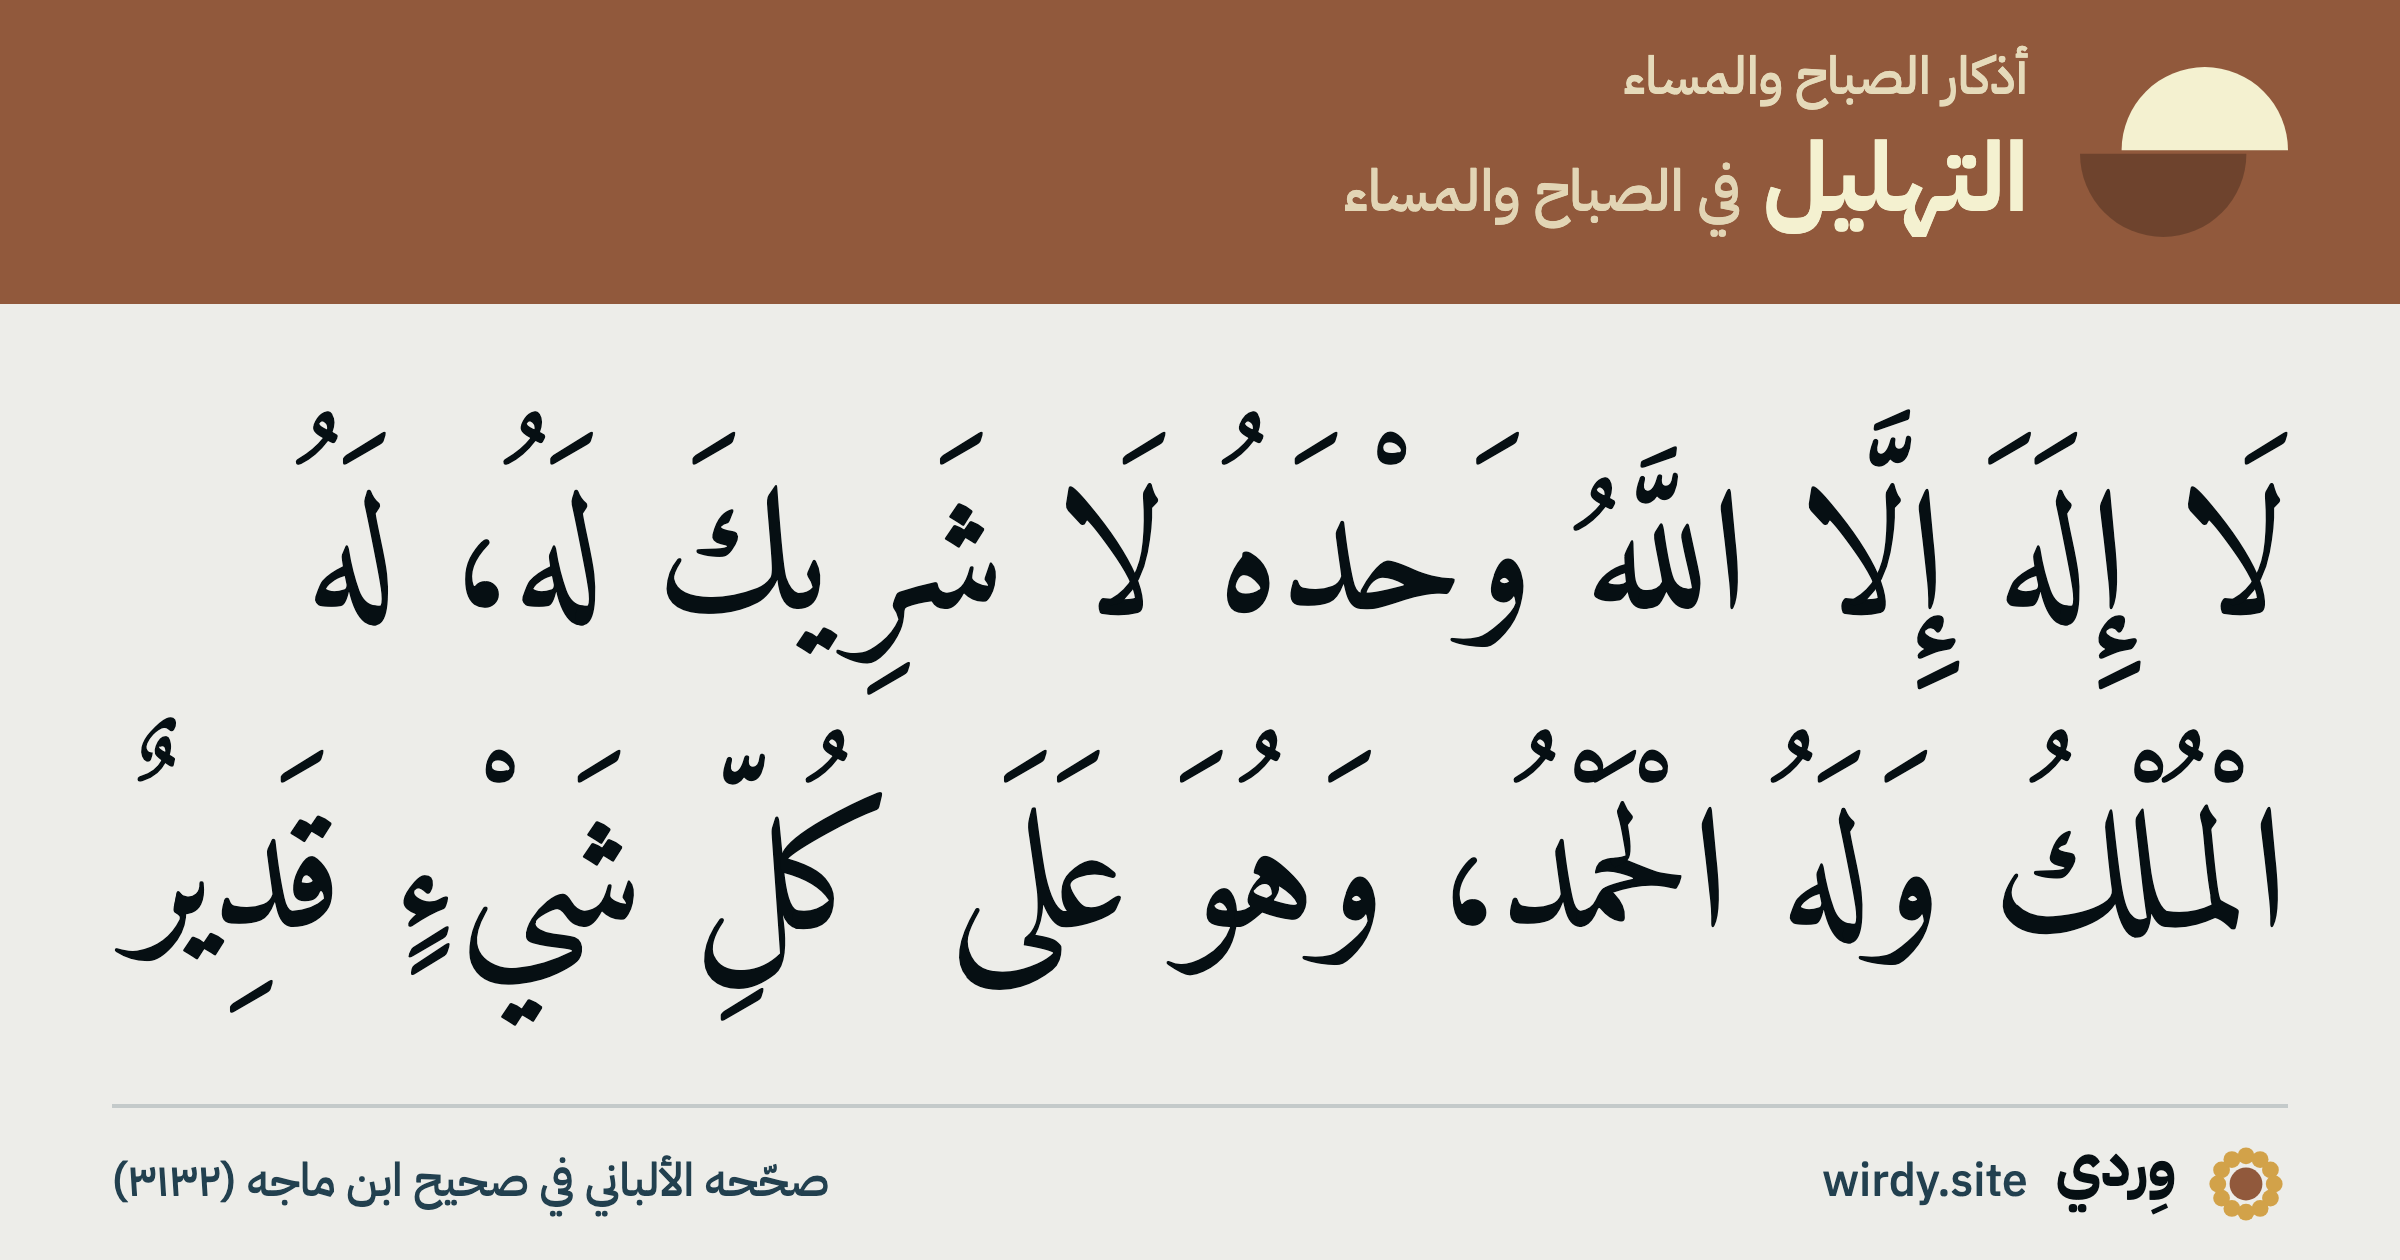 أذكار الصباح والمساء
التهليل في الصباح والمساء
لَا إِلَهَ إِلَّا اللَّهُ وَحْدَهُ لَا شَرِيكَ لَهُ، لَهُ
الْمُلْكُ وَلَهُ الْحَمْدُ، وَهُوَ عَلَى كُلِّ شَيْءٍ قَدِيرٌ
وِردي wirdy.site
صحّحه الألباني في صحيح ابن ماجه (٣١٣٢)